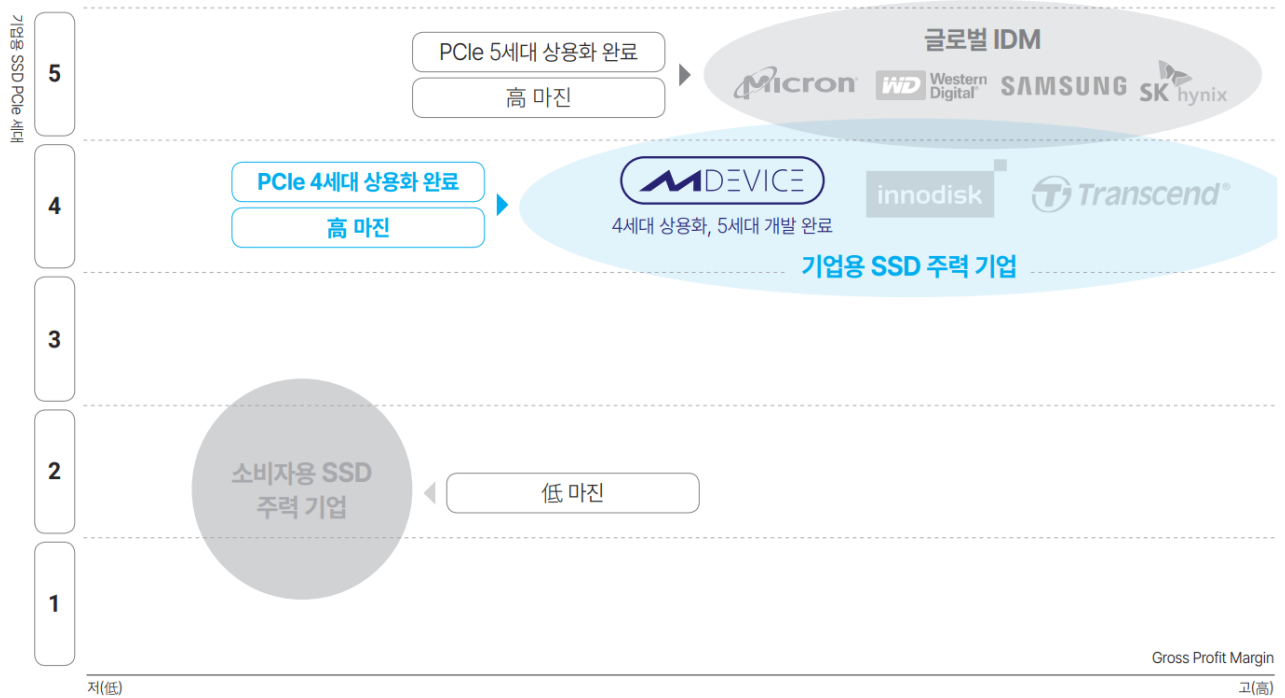 기업용 SSD PCIe 세대
5
PCIe 5세대 상용화 완료
高 마진
글로벌 IDM
Micron
WD Western Digital®
SAMSUNG
SK hynix
4
PCIe 4세대 상용화 완료
高 마진
MDEVICE
4세대 상용화, 5세대 개발 완료
innodisk
Transcend®
기업용 SSD 주력 기업
3
2
소비자용 SSD
주력 기업
低 마진
1
Gross Profit Margin
저(低)
고(高)